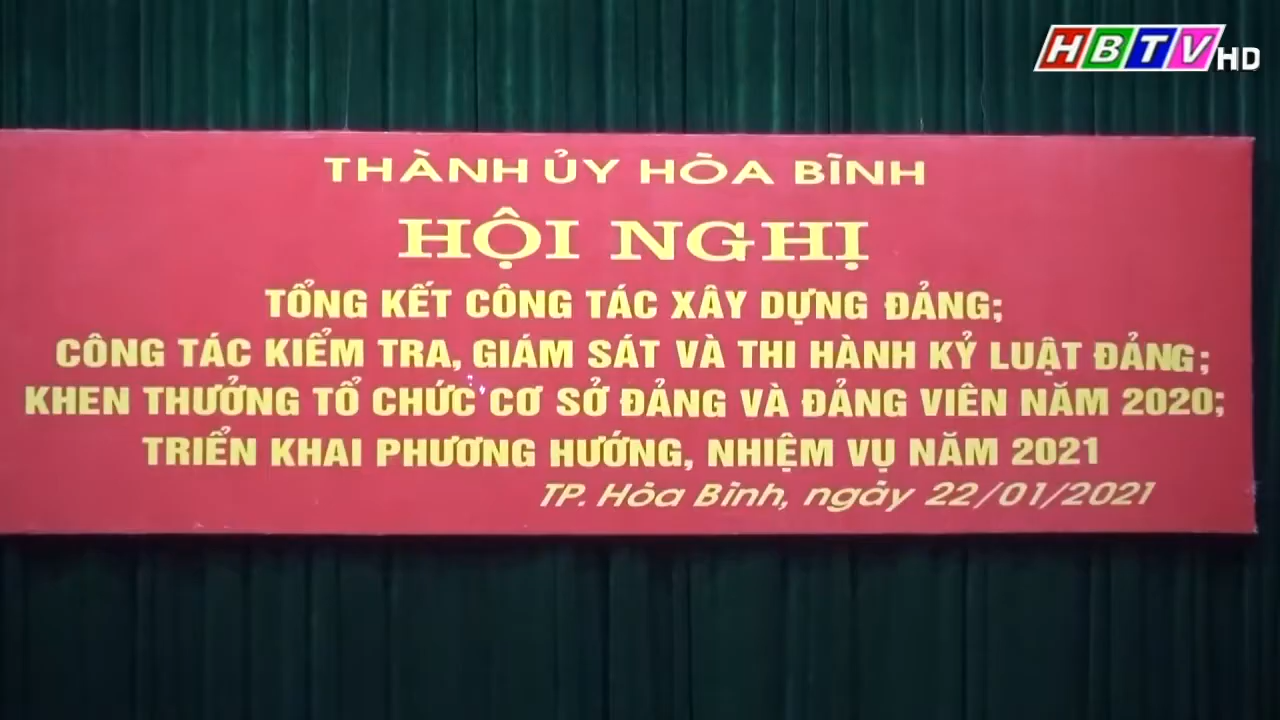 HBTV HD
THÀNH ỦY HÒA BÌNH
HỘI NGHỊ
TỔNG KẾT CÔNG TÁC XÂY DỰNG ĐẢNG;
CÔNG TÁC KIỂM TRA, GIÁM SÁT VÀ THI HÀNH KỶ LUẬT ĐẢNG;
KHEN THƯỞNG TỔ CHỨC CƠ SỞ ĐẢNG VÀ ĐẢNG VIÊN NĂM 2020;
TRIỂN KHAI PHƯƠNG HƯỚNG, NHIỆM VỤ NĂM 2021
TP. Hòa Bình, ngày 22/01/2021